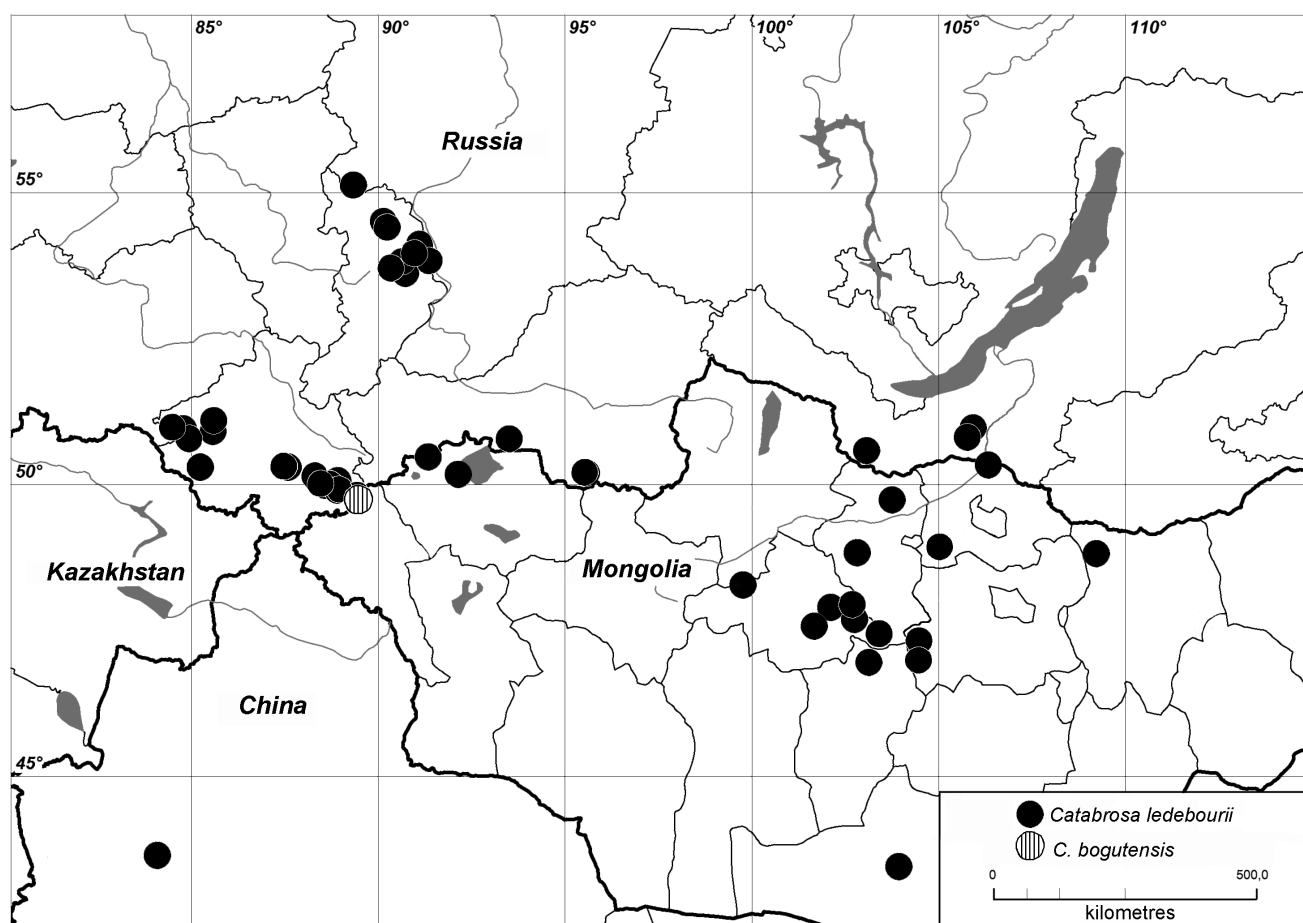 85° 90° 95° 100° 105° 110°
Russia
55°
50°
Kazakhstan
Mongolia
China
45°
Catabrosa ledebourii
C. bogutensis
0 500,0
kilometres